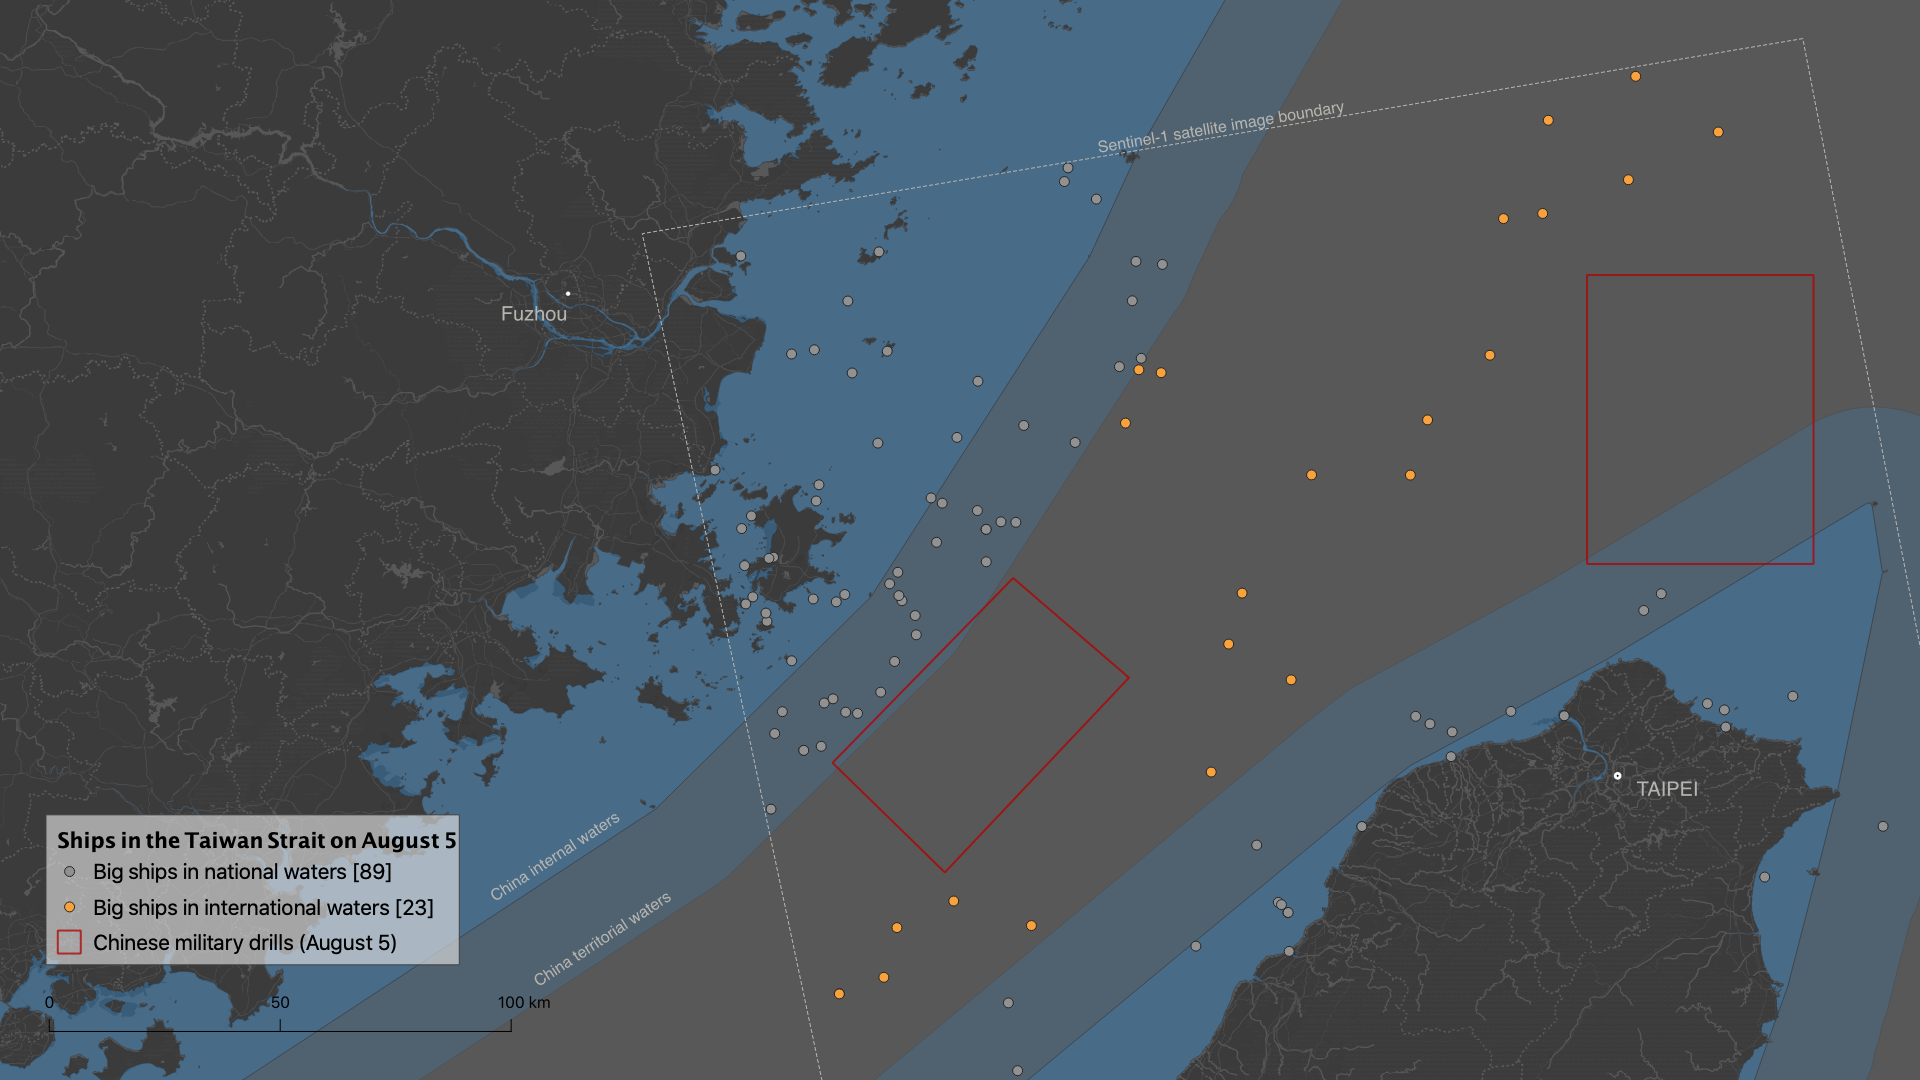 Sentinel-1 satellite image boundary
Fuzhou
TAIPEI
China internal waters
China territorial waters
Ships in the Taiwan Strait on August 5
Big ships in national waters [89]
Big ships in international waters [23]
Chinese military drills (August 5)
0 50 100 km